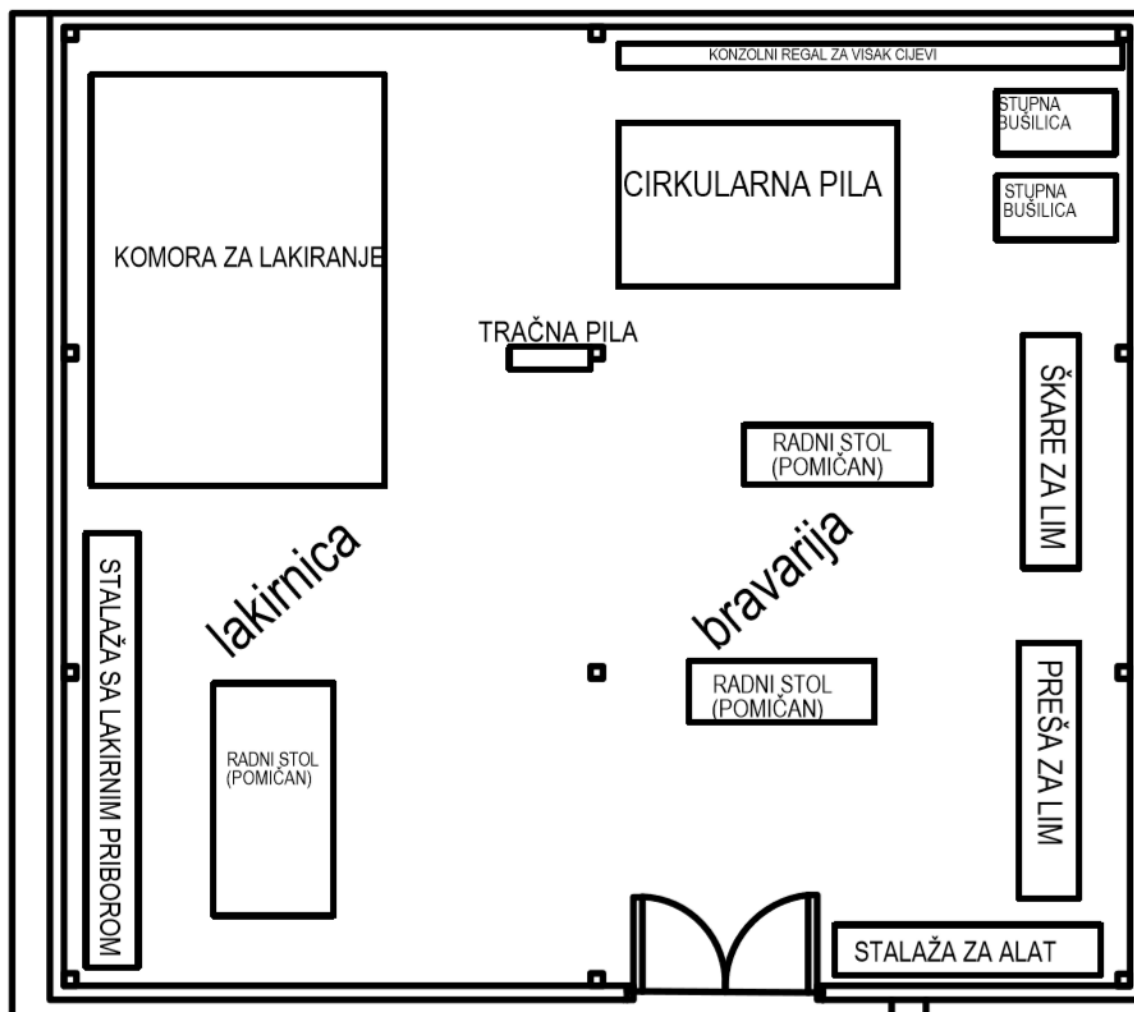 KONZOLNI REGAL ZA VIŠAK CIJEVI
STUPNA
BUŠILICA
CIRKULARNA PILA
STUPNA
BUŠILICA
KOMORA ZA LAKIRANJE
TRAČNA PILA
ŠKARE ZA LIM
RADNI STOL
(POMIČAN)
lakirnica
bravarija
STALAŽA SA LAKIRNIM PRIBOROM
PREŠA ZA LIM
RADNI STOL
(POMIČAN)
RADNI STOL
(POMIČAN)
STALAŽA ZA ALAT